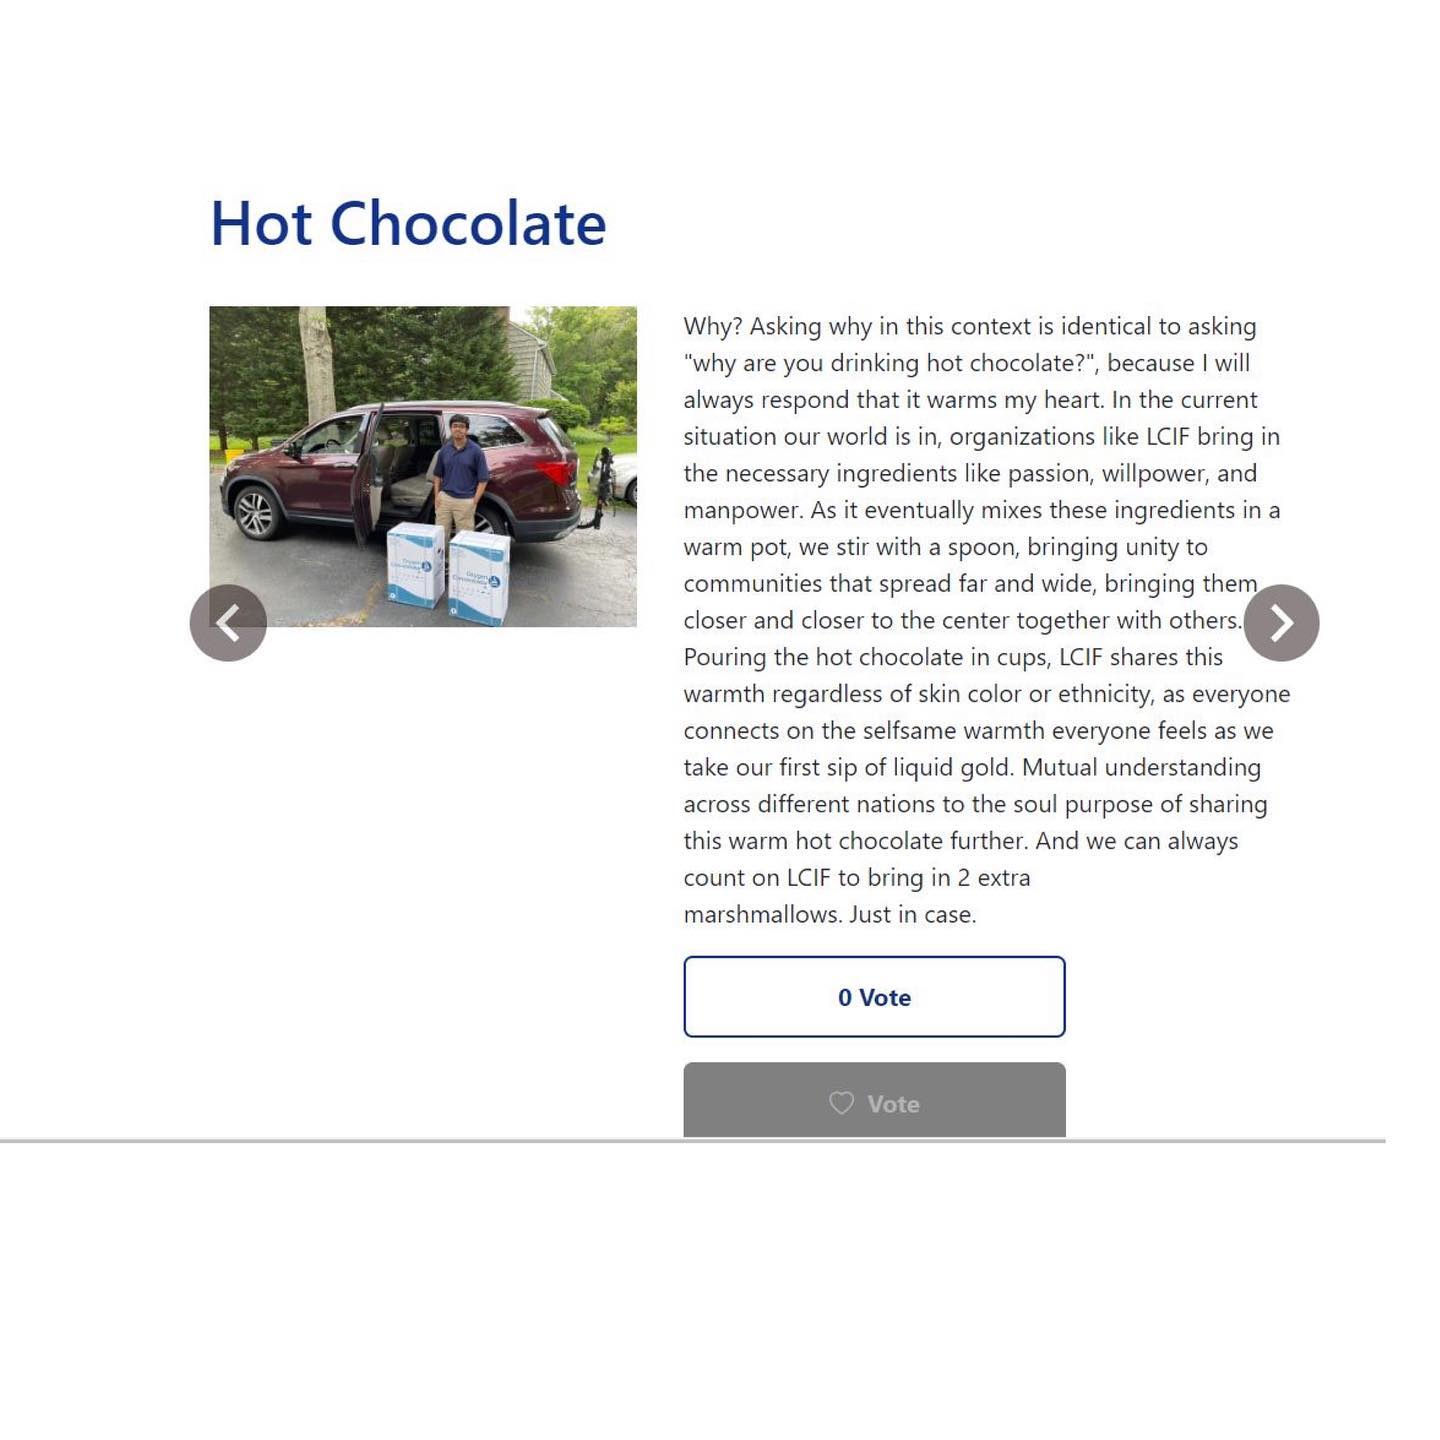 Hot Chocolate
Why? Asking why in this context is identical to asking
"why are you drinking hot chocolate?", because I will
always respond that it warms my heart. In the current
situation our world is in, organizations like LCIF bring in
the necessary ingredients like passion, willpower, and
manpower. As it eventually mixes these ingredients in a
warm pot, we stir with a spoon, bringing unity to
communities that spread far and wide, bringing them
closer and closer to the center together with others.
Pouring the hot chocolate in cups, LCIF shares this
warmth regardless of skin color or ethnicity, as everyone
connects on the selfsame warmth everyone feels as we
take our first sip of liquid gold. Mutual understanding
across different nations to the soul purpose of sharing
this warm hot chocolate further. And we can always
count on LCIF to bring in 2 extra
marshmallows. Just in case.
0 Vote
Vote
Oxygen
Concentrator
Oxygen
Concentrator